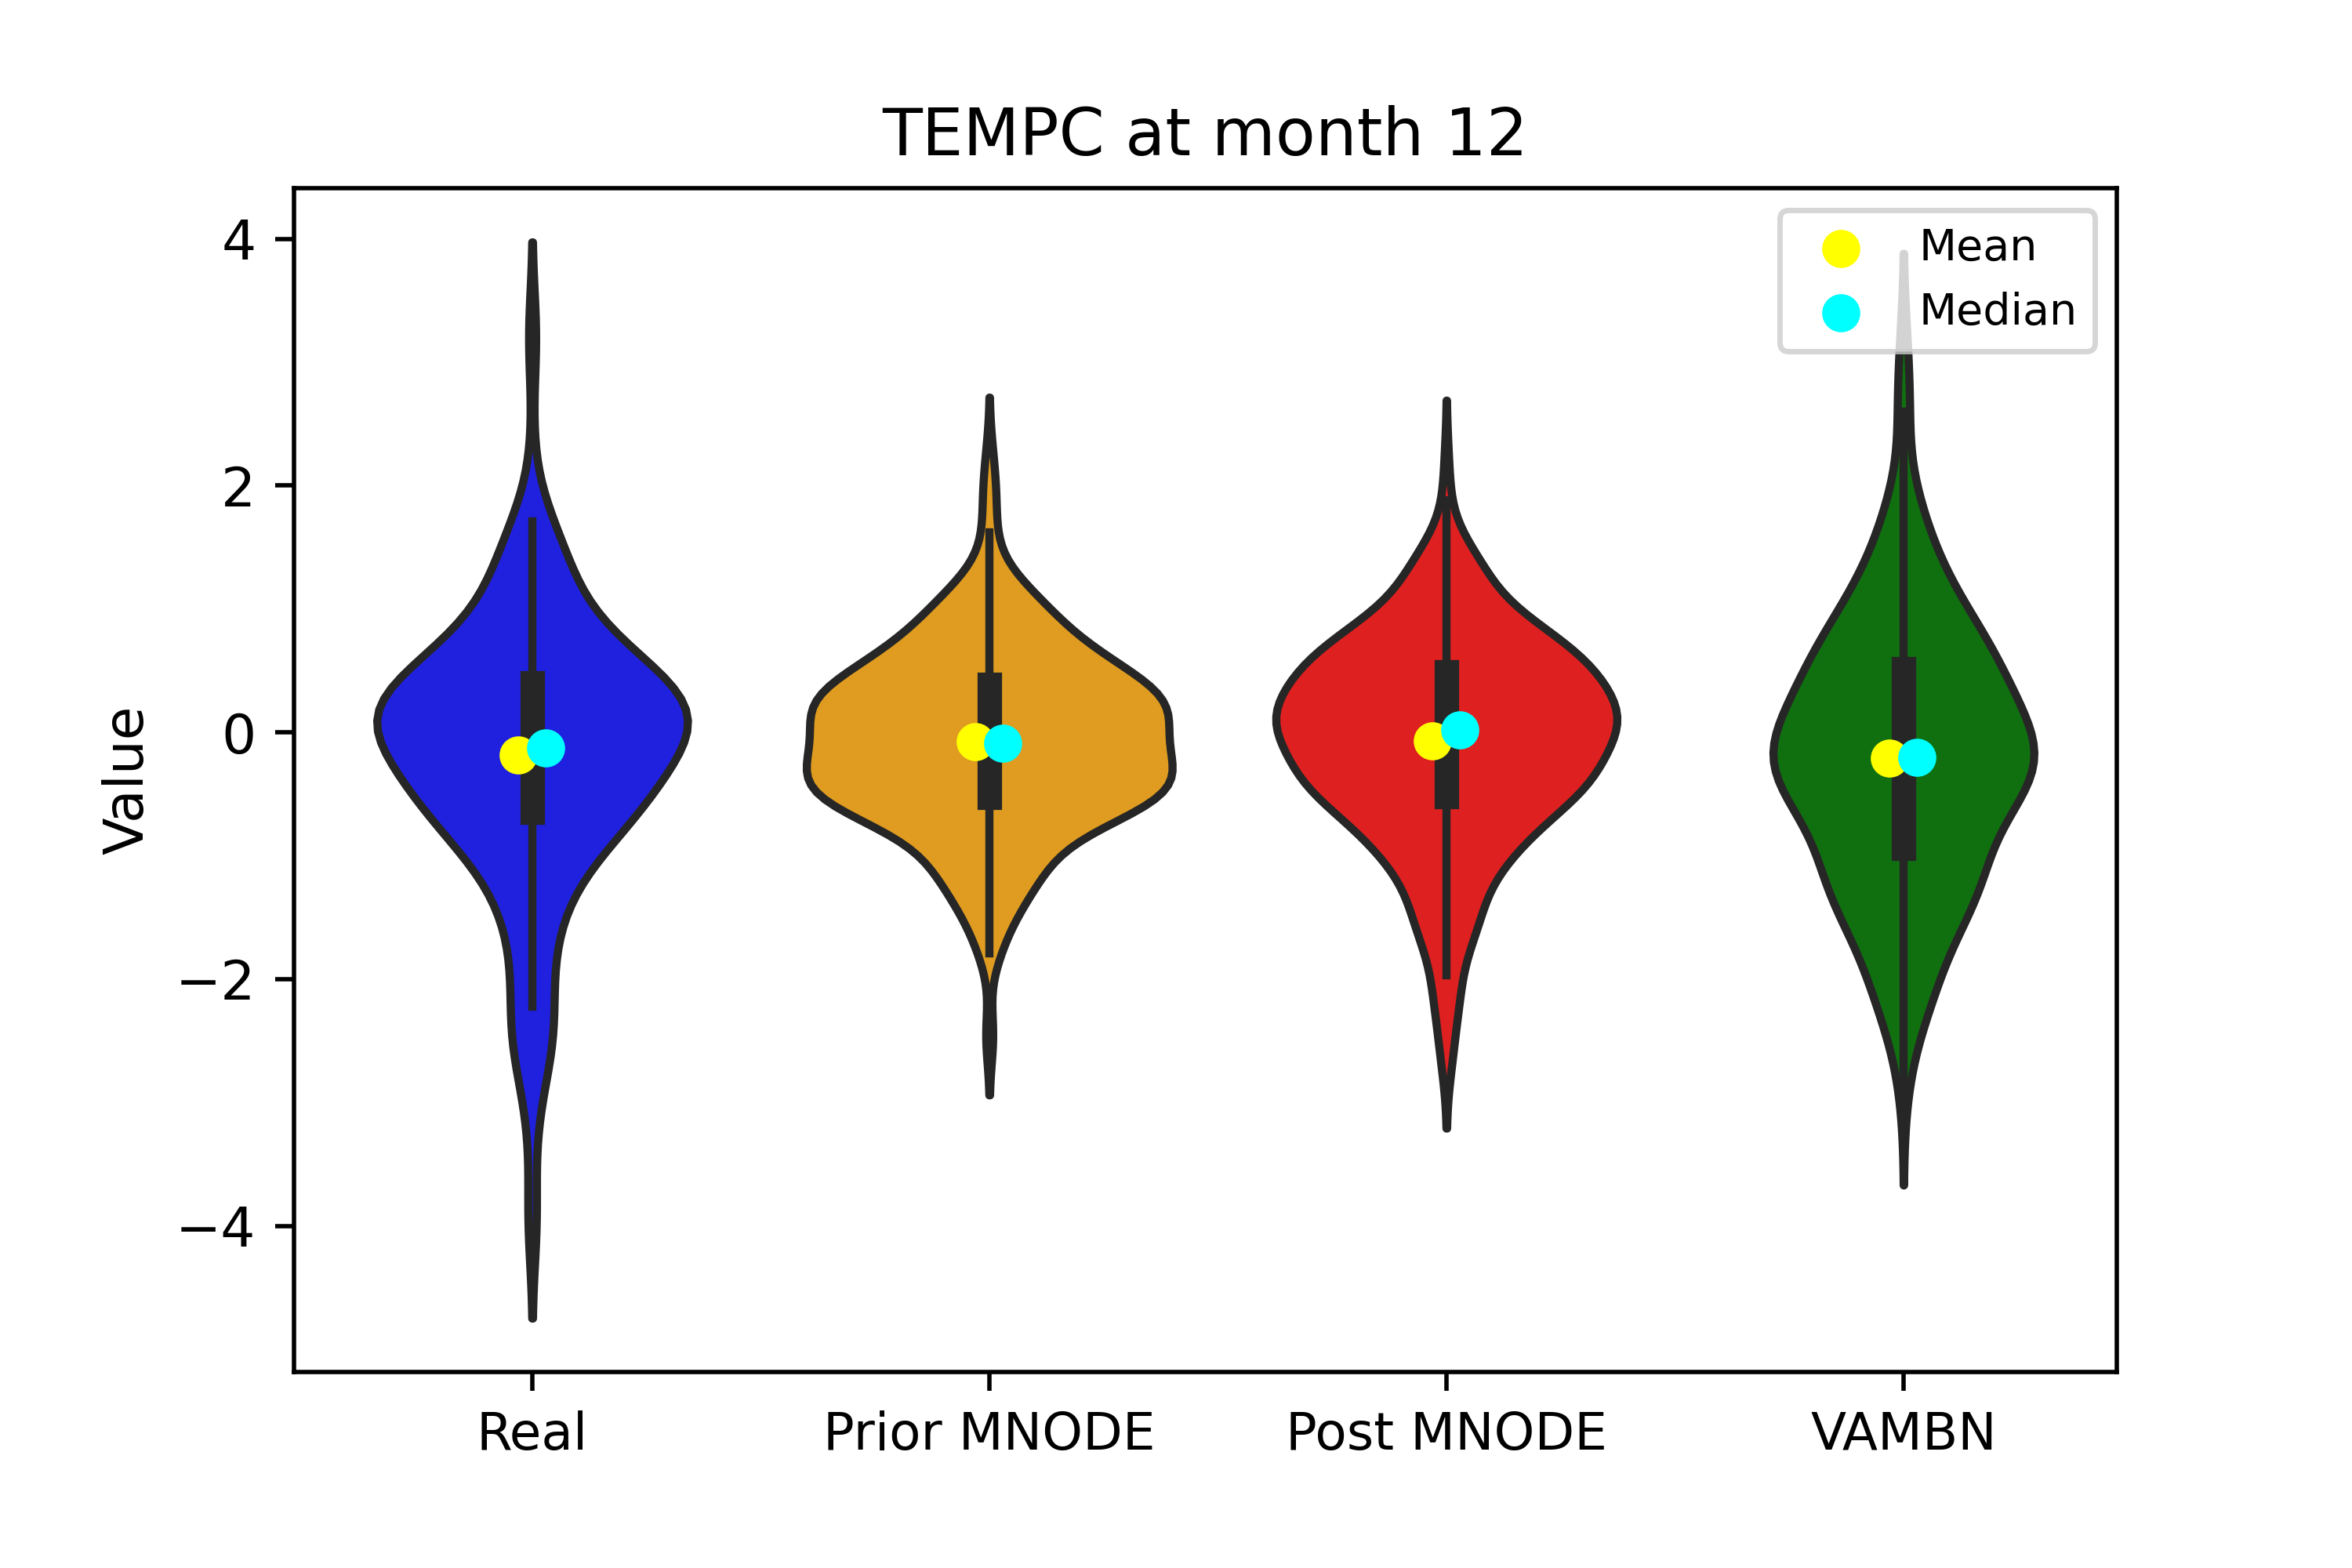 TEMPC at month 12
Mean
Median
4
2
0
−2
−4
Value
Real
Prior MNODE
Post MNODE
VAMBN